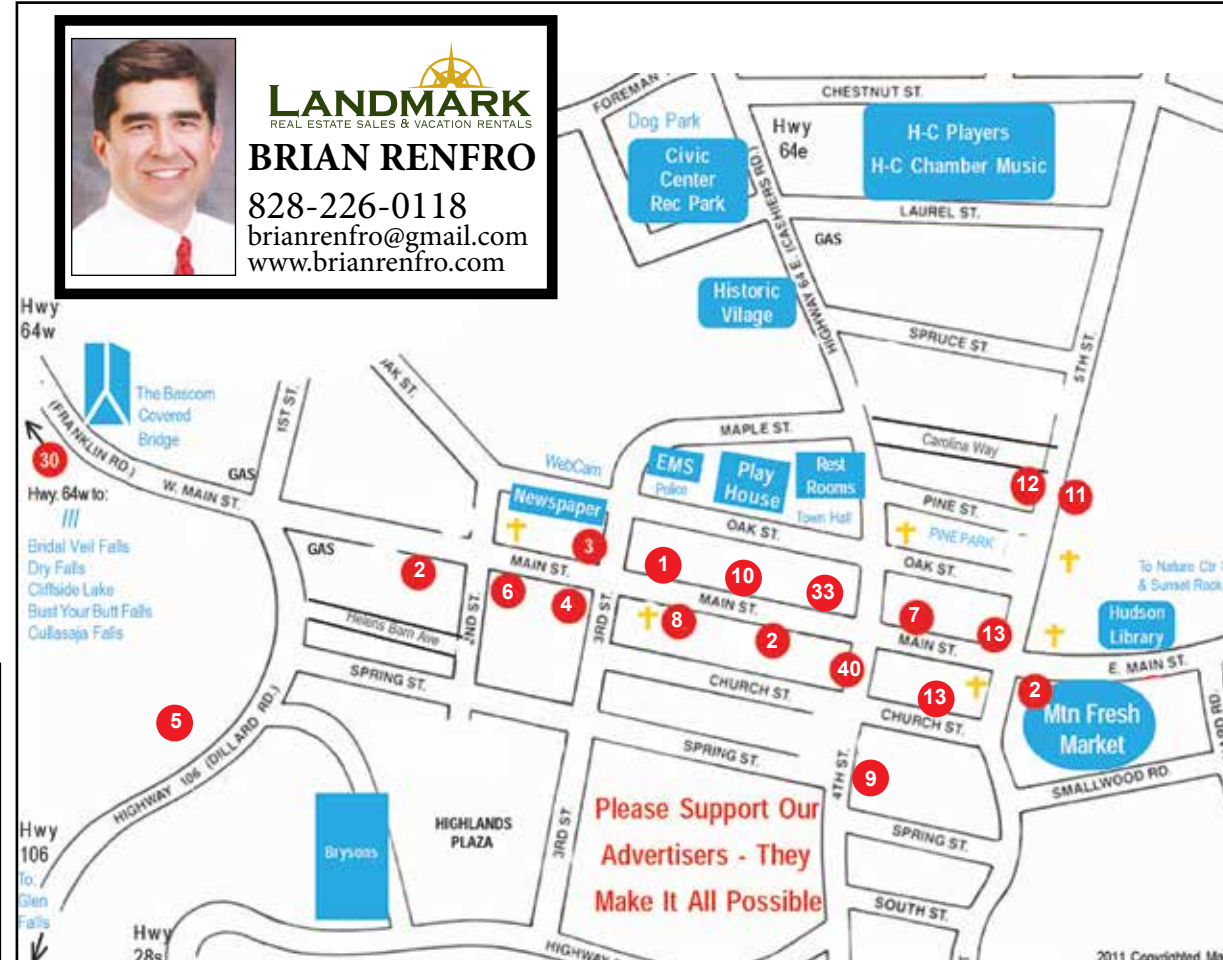 LANDMARK
REAL ESTATE SALES & VACATION RENTALS
BRIAN RENFRO
828-226-0118
brianrenfro@gmail.com
www.brianrenfro.com
FOREMAN
Dog Park
Civic
Center
Rec Park
Hwy
64e
CHESTNUT ST.
H-C Players
H-C Chamber Music
LAUREL ST.
GAS
HIGHWAY 64 E. (CASHIERS RD.)
Historic
Vilage
SPRUCE ST.
5TH ST.
Hwy
64w
The Bascom
Covered
Bridge
(FRANKLIN RD.)
30
Hwy. 64w to:
Bridal Veil Falls
Dry Falls
Cliffside Lake
Bust Your Butt Falls
Cullasaja Falls
1ST ST.
GAS
W. MAIN ST.
GAS
2
Helens Barn Ave
SPRING ST.
2ND ST.
WebCam
Newspaper
3
MAIN ST.
6
4
3RD ST.
MAPLE ST.
EMS
Police
Play
House
Rest
Rooms
Town Hall
OAK ST.
1
10
33
MAIN ST.
8
2
40
CHURCH ST.
SPRING ST.
Carolina Way
12
11
PINE ST.
PINE PARK
OAK ST.
7
13
MAIN ST.
13
CHURCH ST.
To Nature Ctr
& Sunset Rock
Hudson
Library
E. MAIN ST.
2
Mtn Fresh
Market
SMALLWOOD RD.
4TH ST.
9
SPRING ST.
SOUTH ST.
5
HIGHWAY 106 (DILLARD RD.)
Hwy
106
To:
Glen
Falls
Brysons
HIGHLANDS
PLAZA
3RD ST
Please Support Our
Advertisers - They
Make It All Possible
Hwy
28s
HIGHWAY
2011 Copyrighted